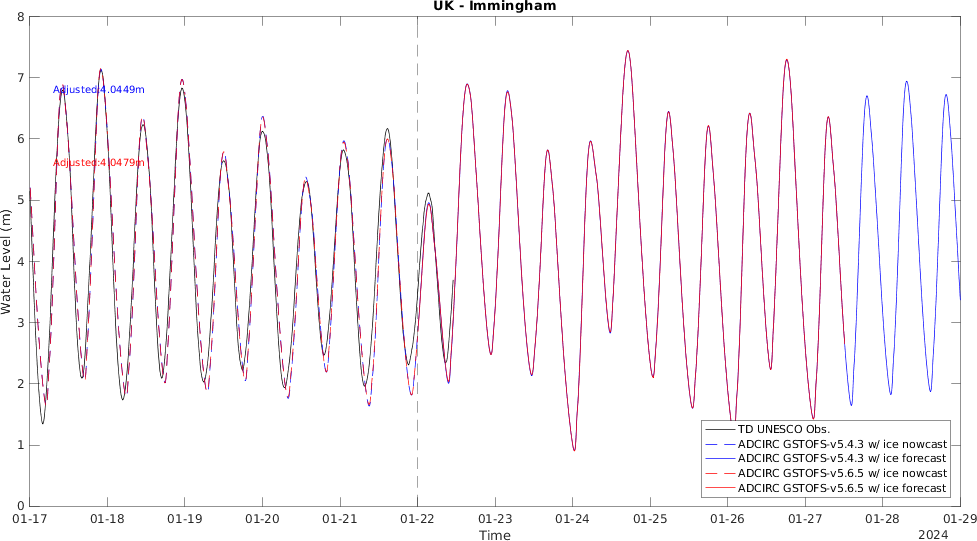 UK - Immingham
8
7
6
5
4
3
2
1
0
Water Level (m)
Adjusted:4.0449m
Adjusted:4.0479m
TD UNESCO Obs.
ADCIRC GSTOFS-v5.4.3 w/ ice nowcast
ADCIRC GSTOFS-v5.4.3 w/ ice forecast
ADCIRC GSTOFS-v5.6.5 w/ ice nowcast
ADCIRC GSTOFS-v5.6.5 w/ ice forecast
01-17 01-18 01-19 01-20 01-21 01-22 01-23 01-24 01-25 01-26 01-27 01-28 01-29
Time
2024